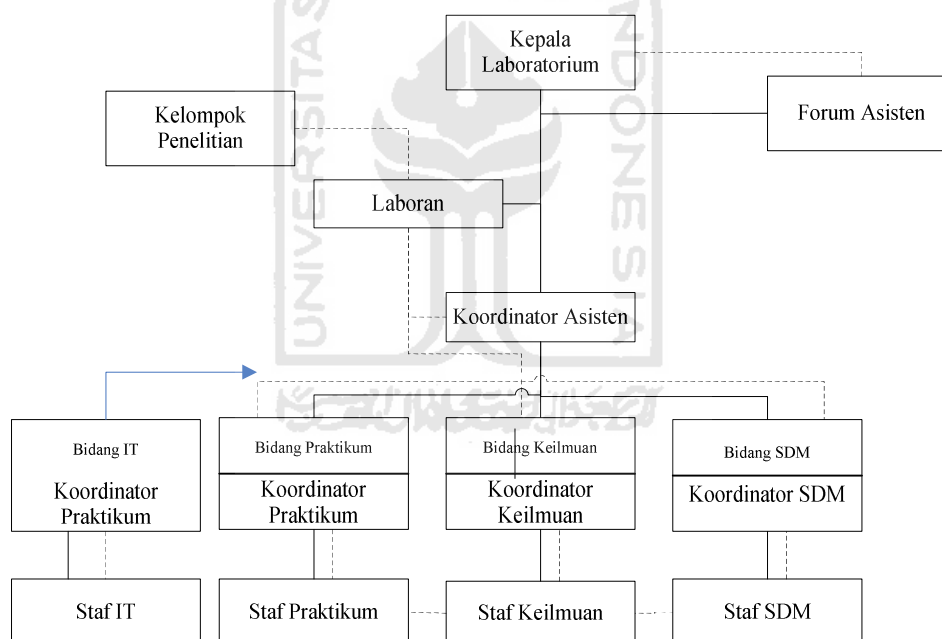 Kepala
Laboratorium
Forum Asisten
Kelompok
Penelitian
Laboran
Koordinator Asisten
Bidang IT
Koordinator
Praktikum
Bidang Praktikum
Koordinator
Praktikum
Bidang Keilmuan
Koordinator
Keilmuan
Bidang SDM
Koordinator SDM
Staf IT
Staf Praktikum
Staf Keilmuan
Staf SDM
UNIVERSITAS